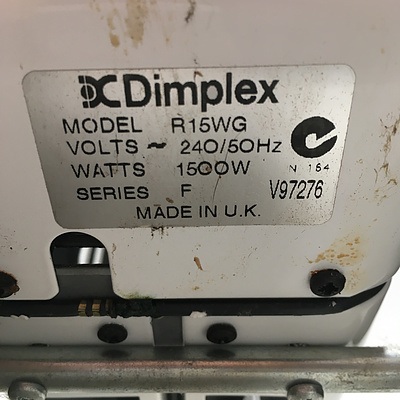 Dimplex
MODEL R15WG
VOLTS ~ 240/50Hz
WATTS 1500W N 164
SERIES F V97276
MADE IN U.K.